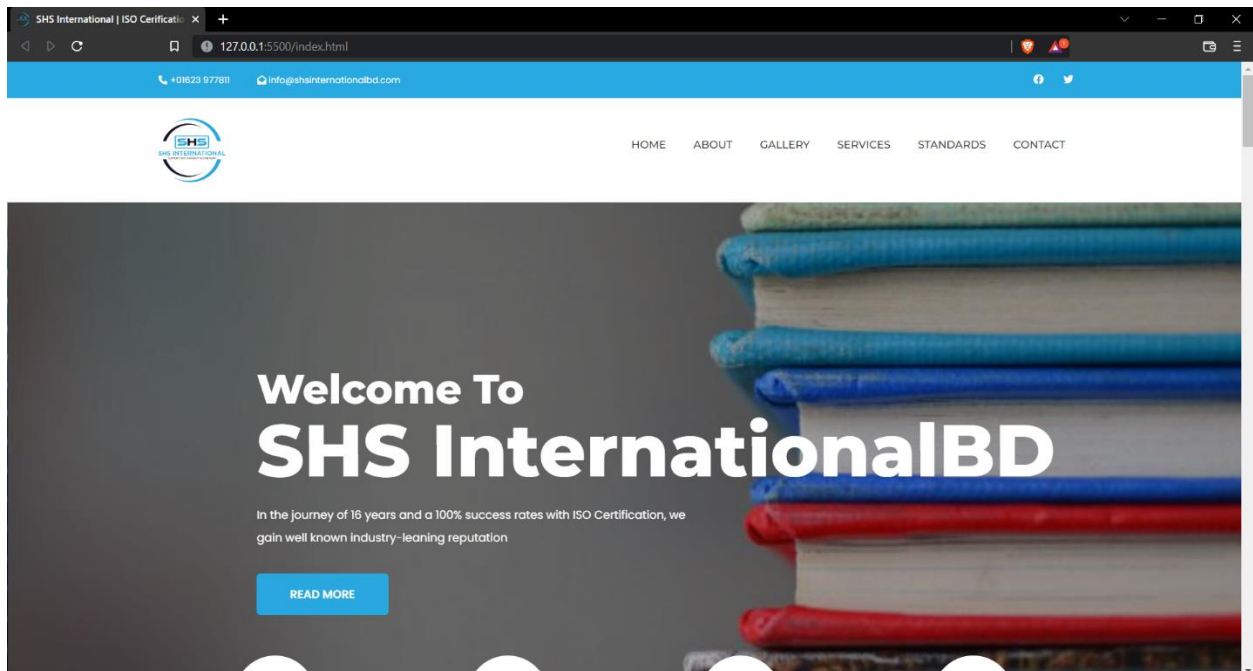 SHS International | ISO Cerificatio
127.0.0.1:5500/index.html
+01623 977811 info@shsinternationalbd.com
SHS
SHS INTERNATIONAL
HOME ABOUT GALLERY SERVICES STANDARDS CONTACT
Welcome To
SHS InternationalBD
In the journey of 16 years and a 100% success rates with ISO Certification, we
gain well known industry-leaning reputation
READ MORE